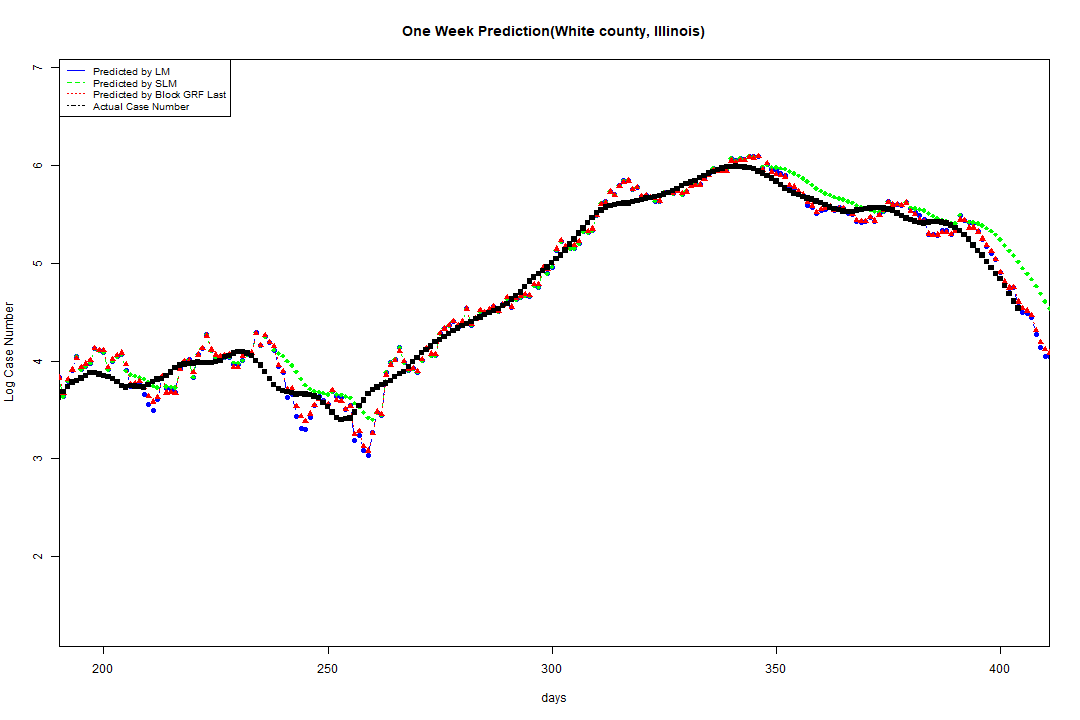 One Week Prediction(White county, Illinois)
Predicted by LM
Predicted by SLM
Predicted by Block GRF Last
Actual Case Number
7
6
5
4
3
2
Log Case Number
200 250 300 350 400
days